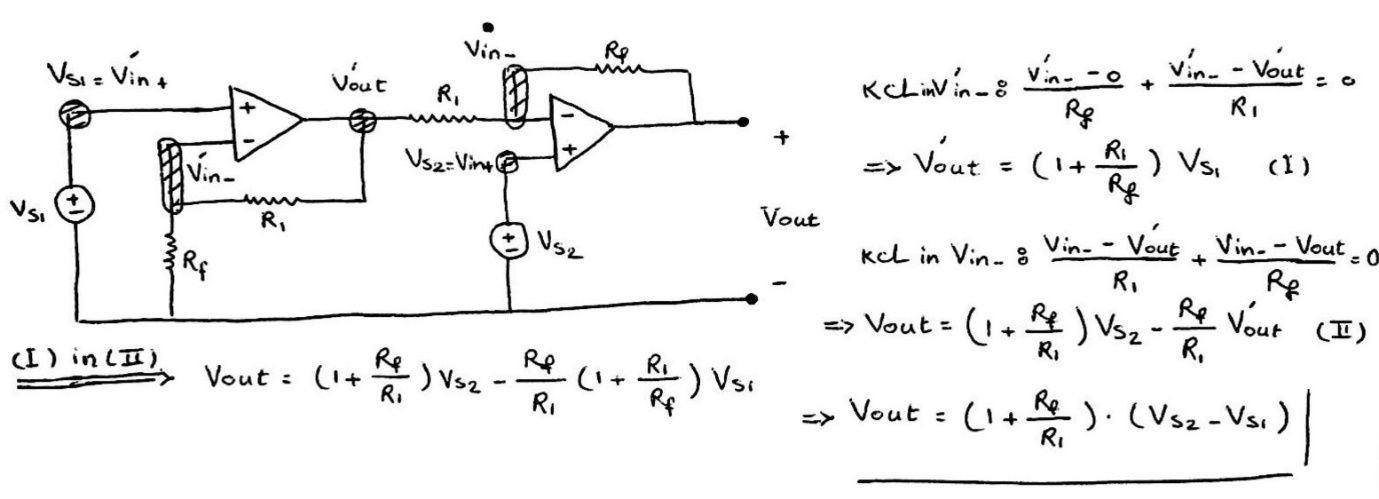 Vs1 = V́in+
V́out
R1
Vin-
Rf
+
-
V́in-
R1
Rf
Vs1
±
Vs2=Vin+
-
+
±
Vs2
+
Vout
-
KCL in V́in- : (V́in- - 0)/Rf + (V́in- - V́out)/R1 = 0
=> V́out = (1 + R1/Rf) Vs1 (I)
KCL in Vin- : (Vin- - V́out)/R1 + (Vin- - Vout)/Rf = 0
=> Vout = (1 + Rf/R1) Vs2 - Rf/R1 V́out (II)
(I) in (II) => Vout = (1 + Rf/R1) Vs2 - Rf/R1 (1 + R1/Rf) Vs1
=> Vout = (1 + Rf/R1) · (Vs2 - Vs1)